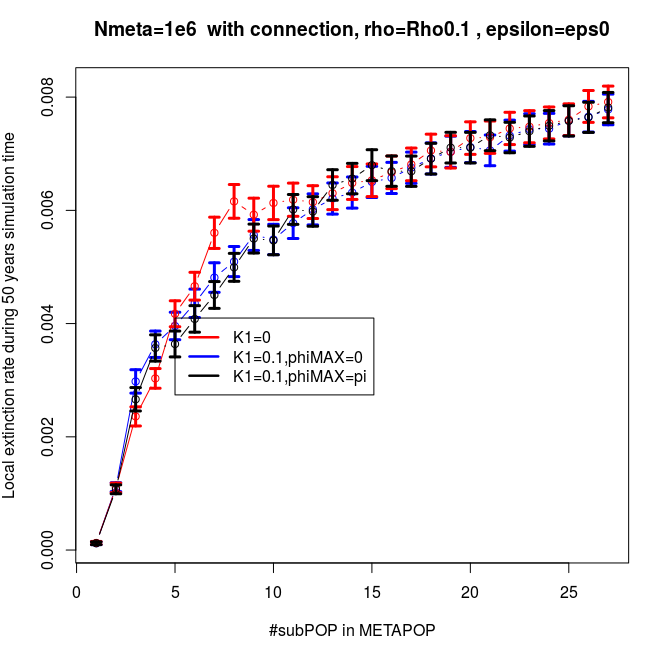 Nmeta=1e6  with connection, rho=Rho0.1 , epsilon=eps0
Local extinction rate during 50 years simulation time
0.008
0.006
0.004
0.002
0.000
K1=0
K1=0.1,phiMAX=0
K1=0.1,phiMAX=pi
0 5 10 15 20 25
#subPOP in METAPOP